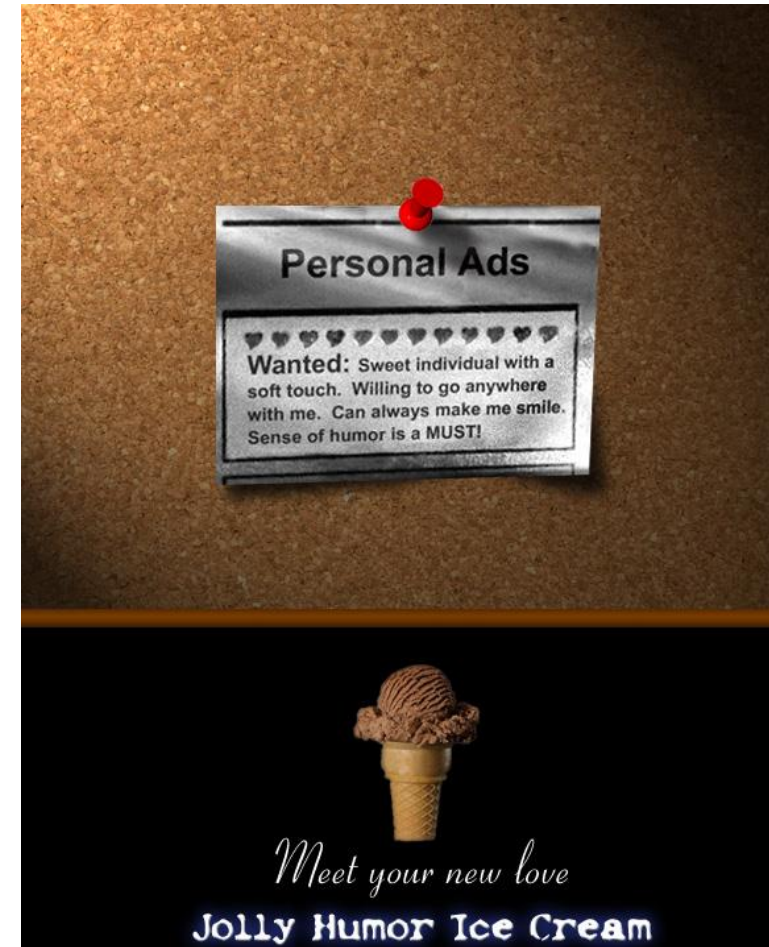 Personal Ads
Wanted: Sweet individual with a
soft touch. Willing to go anywhere
with me. Can always make me smile.
Sense of humor is a MUST!
Meet your new love
Jolly Humor Ice Cream